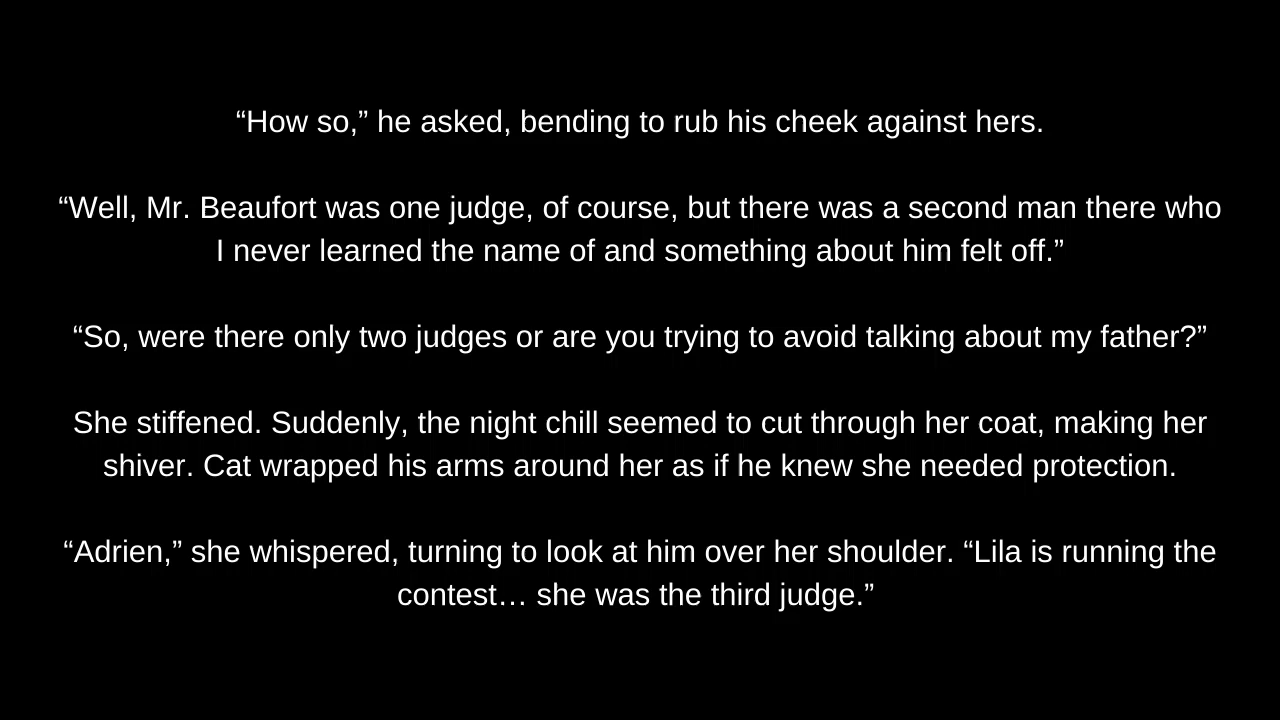 “How so,” he asked, bending to rub his cheek against hers.
“Well, Mr. Beaufort was one judge, of course, but there was a second man there who
I never learned the name of and something about him felt off.”
“So, were there only two judges or are you trying to avoid talking about my father?”
She stiffened. Suddenly, the night chill seemed to cut through her coat, making her
shiver. Cat wrapped his arms around her as if he knew she needed protection.
“Adrien,” she whispered, turning to look at him over her shoulder. “Lila is running the
contest… she was the third judge.”